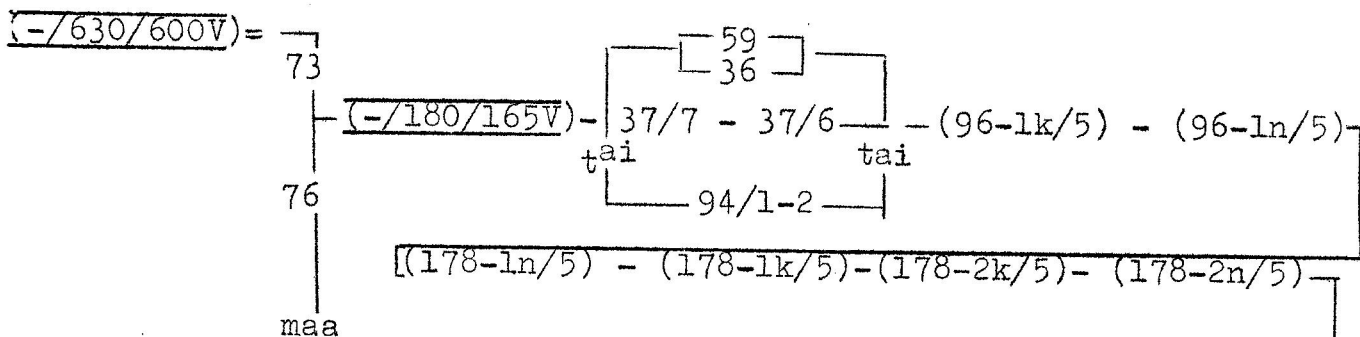 (-/630/600V)=
59
73
36
(-/180/165V)- 37/7 - 37/6 - (96-1k/5) - (96-1n/5)
tai tai
76
94/1-2
(178-1n/5) - (178-1k/5)-(178-2k/5)- (178-2n/5)
maa